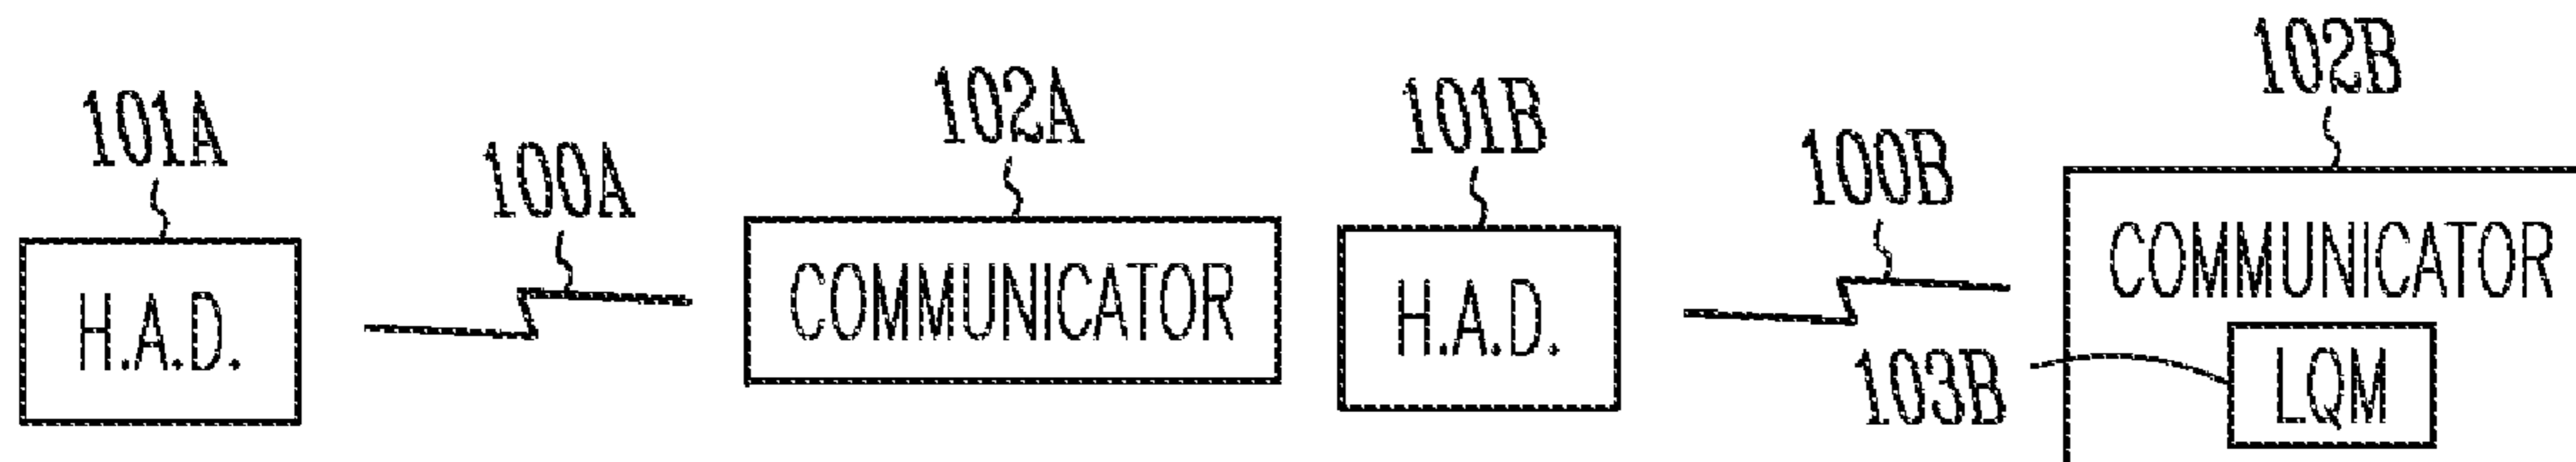 101A
100A
102A
101B
100B
102B
H.A.D.
COMMUNICATOR
H.A.D.
COMMUNICATOR
103B
LQM